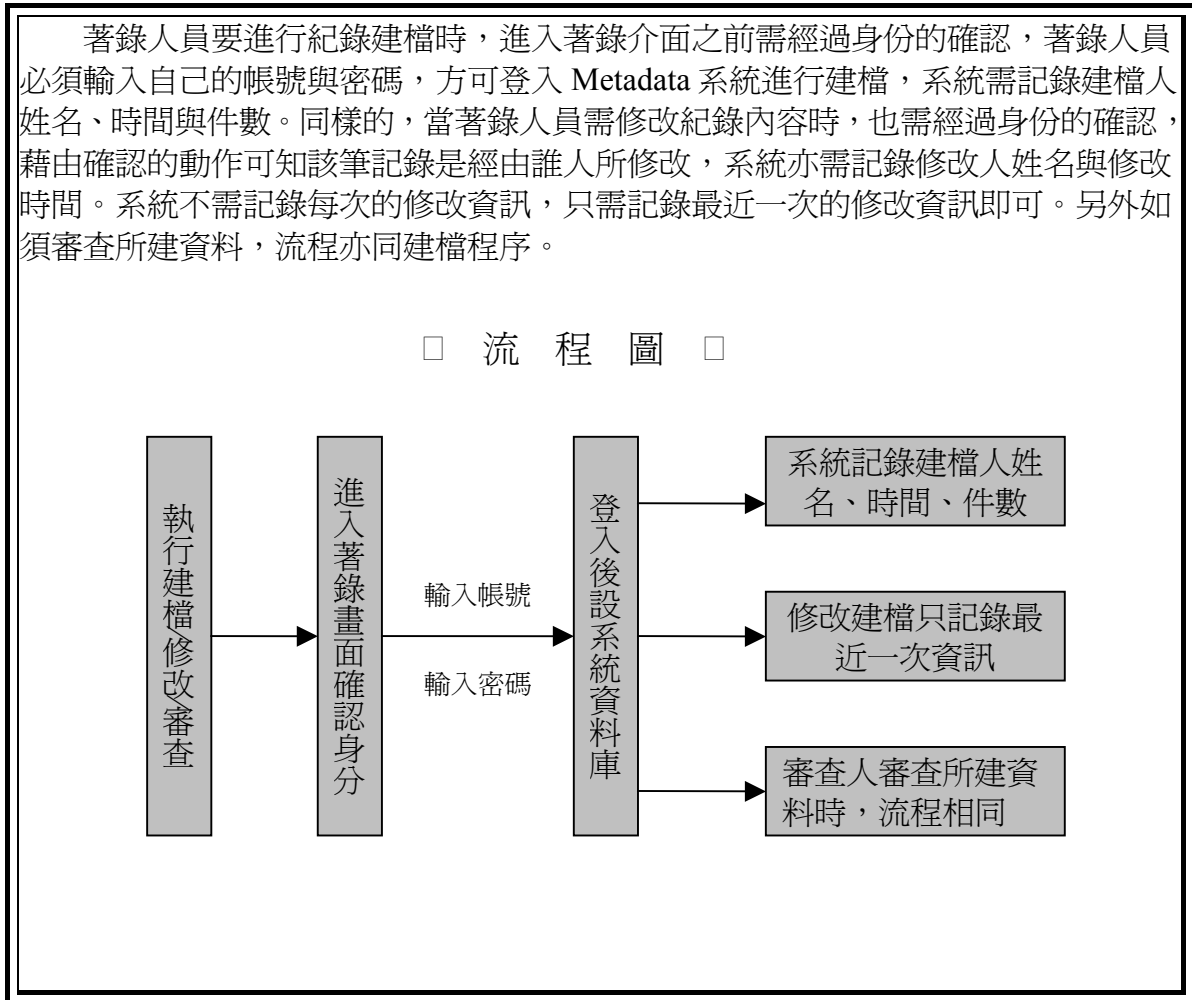 著錄人員要進行紀錄建檔時，進入著錄介面之前需經過身份的確認，著錄人員
必須輸入自己的帳號與密碼，方可登入 Metadata 系統進行建檔，系統需記錄建檔人
姓名、時間與件數。同樣的，當著錄人員需修改紀錄內容時，也需經過身份的確認，
藉由確認的動作可知該筆記錄是經由誰人所修改，系統亦需記錄修改人姓名與修改
時間。系統不需記錄每次的修改資訊，只需記錄最近一次的修改資訊即可。另外如
須審查所建資料，流程亦同建檔程序。
□ 流 程 圖 □
執行建檔/修改/審查
進入著錄畫面確認身分
輸入帳號
輸入密碼
登入後設系統資料庫
系統記錄建檔人姓
名、時間、件數
修改建檔只記錄最
近一次資訊
審查人審查所建資
料時，流程相同